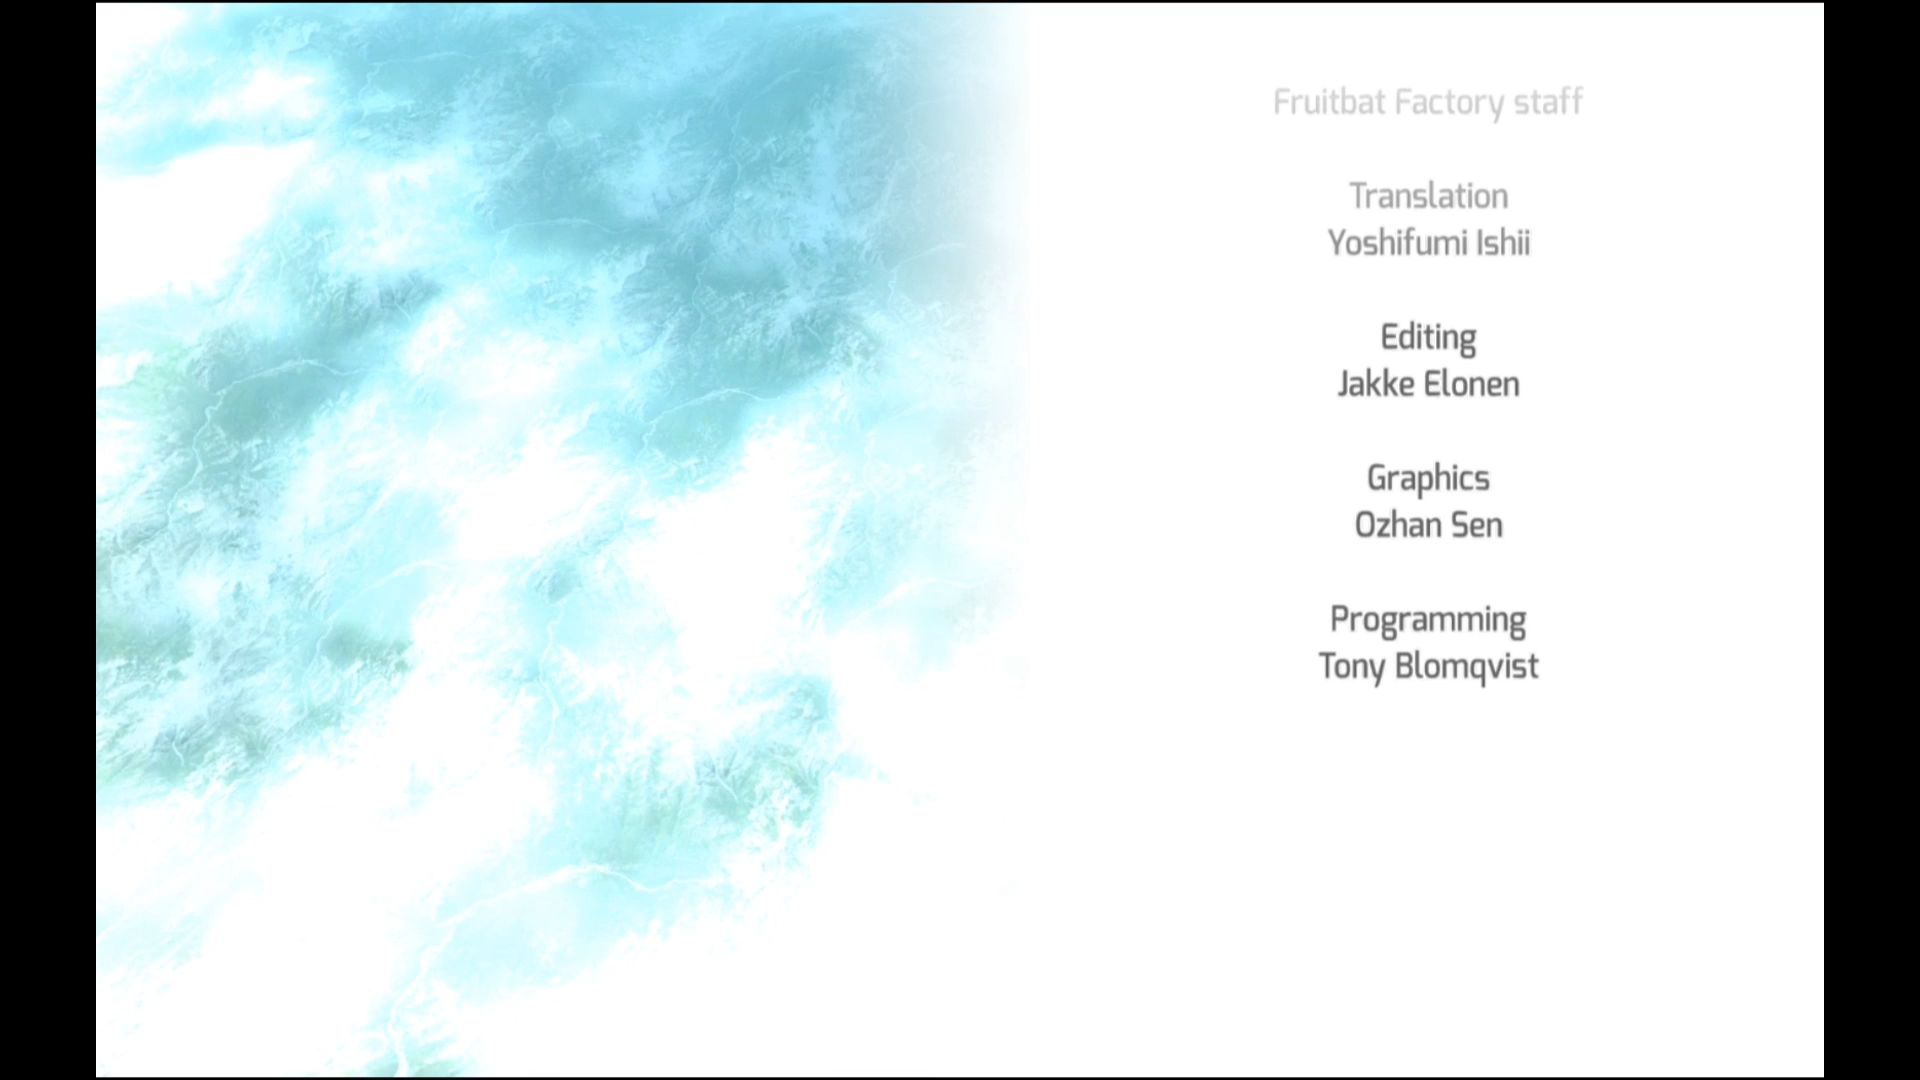 Fruitbat Factory staff
Translation
Yoshifumi Ishii
Editing
Jakke Elonen
Graphics
Ozhan Sen
Programming
Tony Blomqvist